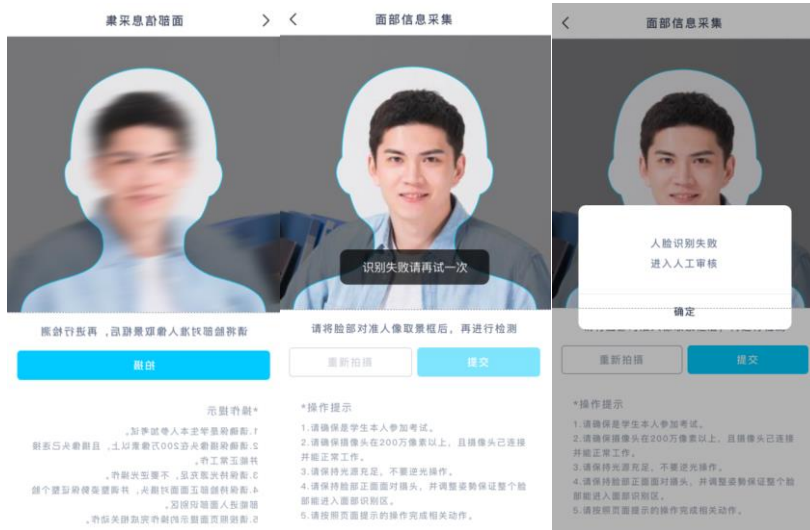 面部信息采集
请将脸部对准人像取景框后，再进行检测
拍摄
*操作提示
1.请确保是学生本人参加考试。
2.请确保摄像头在200万像素以上，且摄像头已连接
并能正常工作。
3.请保持光源充足，不要逆光操作。
4.请保持脸部正面面对镜头，并调整姿势保证整个脸
部能进入面部识别区。
5.请按照页面提示的操作完成相关动作。
面部信息采集
识别失败请再试一次
请将脸部对准人像取景框后，再进行检测
重新拍摄
提交
*操作提示
1.请确保是学生本人参加考试。
2.请确保摄像头在200万像素以上，且摄像头已连接
并能正常工作。
3.请保持光源充足，不要逆光操作。
4.请保持脸部正面面对镜头，并调整姿势保证整个脸
部能进入面部识别区。
5.请按照页面提示的操作完成相关动作。
面部信息采集
人脸识别失败
进入人工审核
确定
重新拍摄
提交
*操作提示
1.请确保是学生本人参加考试。
2.请确保摄像头在200万像素以上，且摄像头已连接
并能正常工作。
3.请保持光源充足，不要逆光操作。
4.请保持脸部正面面对镜头，并调整姿势保证整个脸
部能进入面部识别区。
5.请按照页面提示的操作完成相关动作。